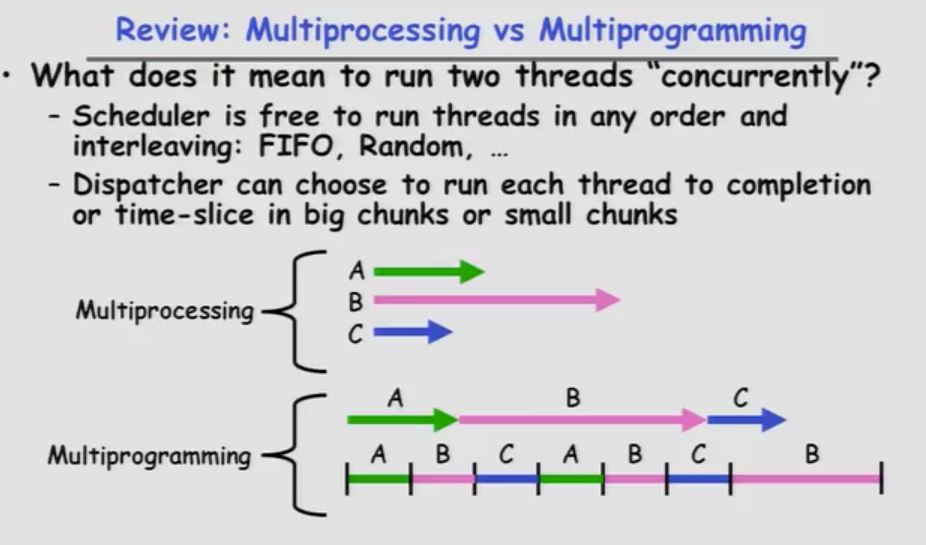 Review: Multiprocessing vs Multiprogramming
• What does it mean to run two threads “concurrently”?
– Scheduler is free to run threads in any order and
interleaving: FIFO, Random, …
– Dispatcher can choose to run each thread to completion
or time-slice in big chunks or small chunks
Multiprocessing
A
B
C
Multiprogramming
A B C
A B C A B C B